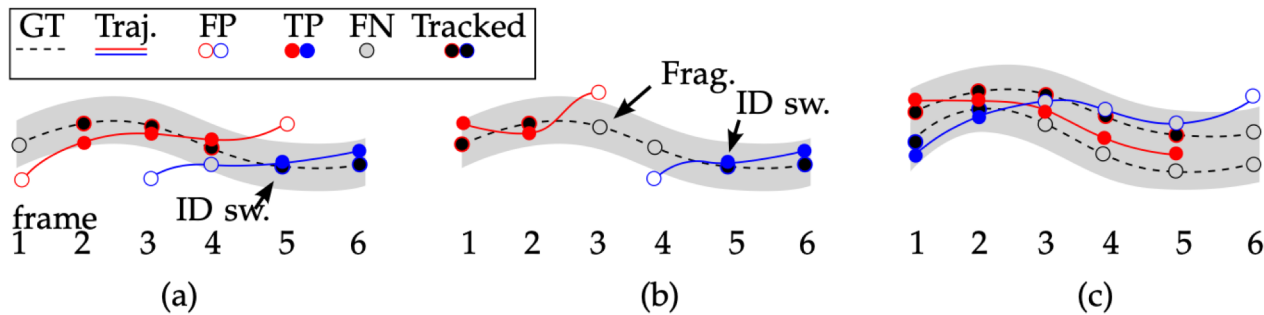 GT Traj. FP TP FN Tracked
Frag.
ID sw.
ID sw.
frame
1 2 3 4 5 6
1 2 3 4 5 6
1 2 3 4 5 6
(a) (b) (c)